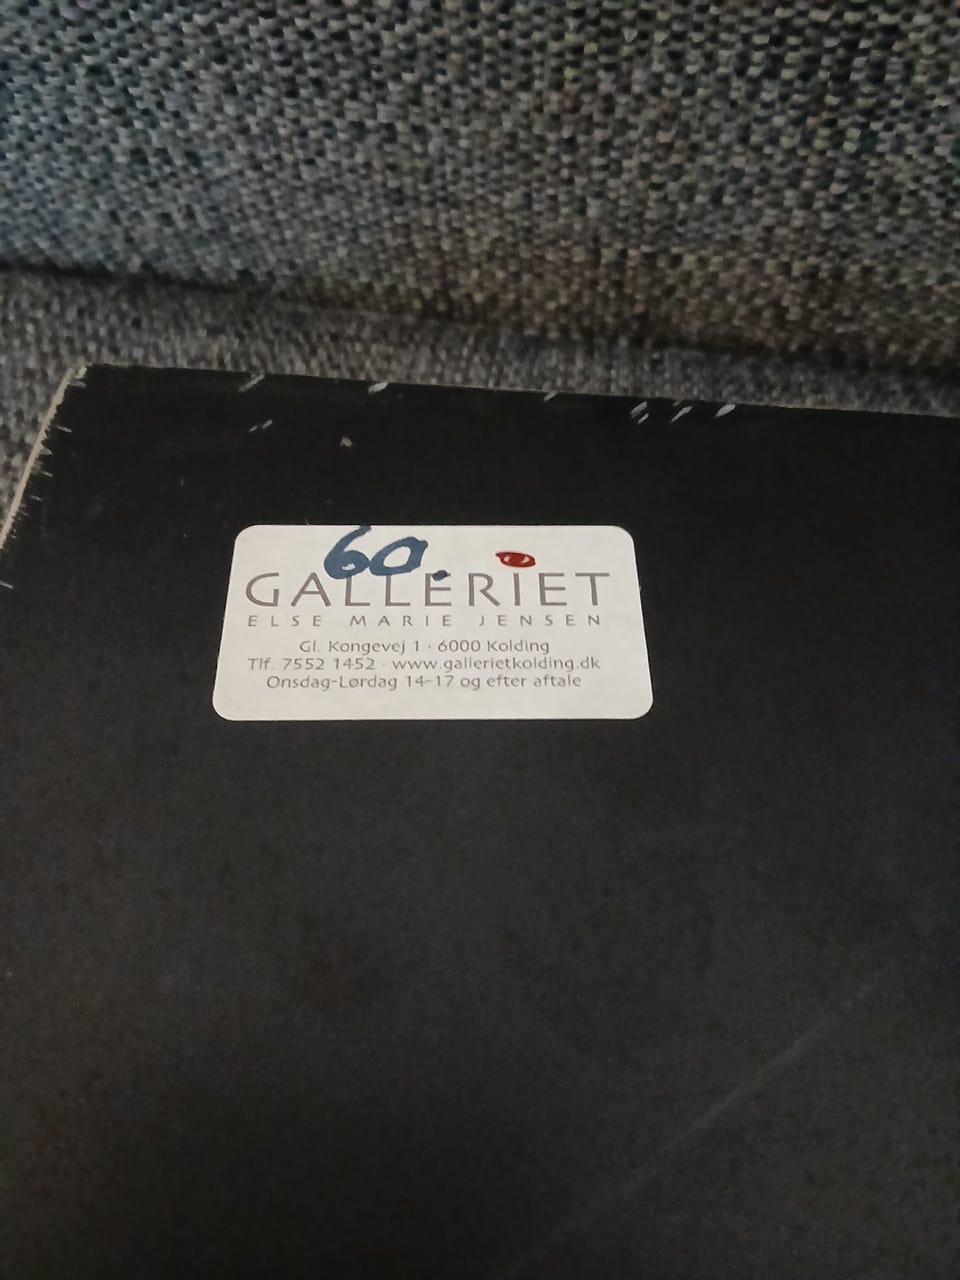 60.
GALLERIET
ELSE MARIE JENSEN
Gl. Kongevej 1 · 6000 Kolding
Tlf. 7552 1452 · www.gallerietkolding.dk
Onsdag-Lørdag 14-17 og efter aftale